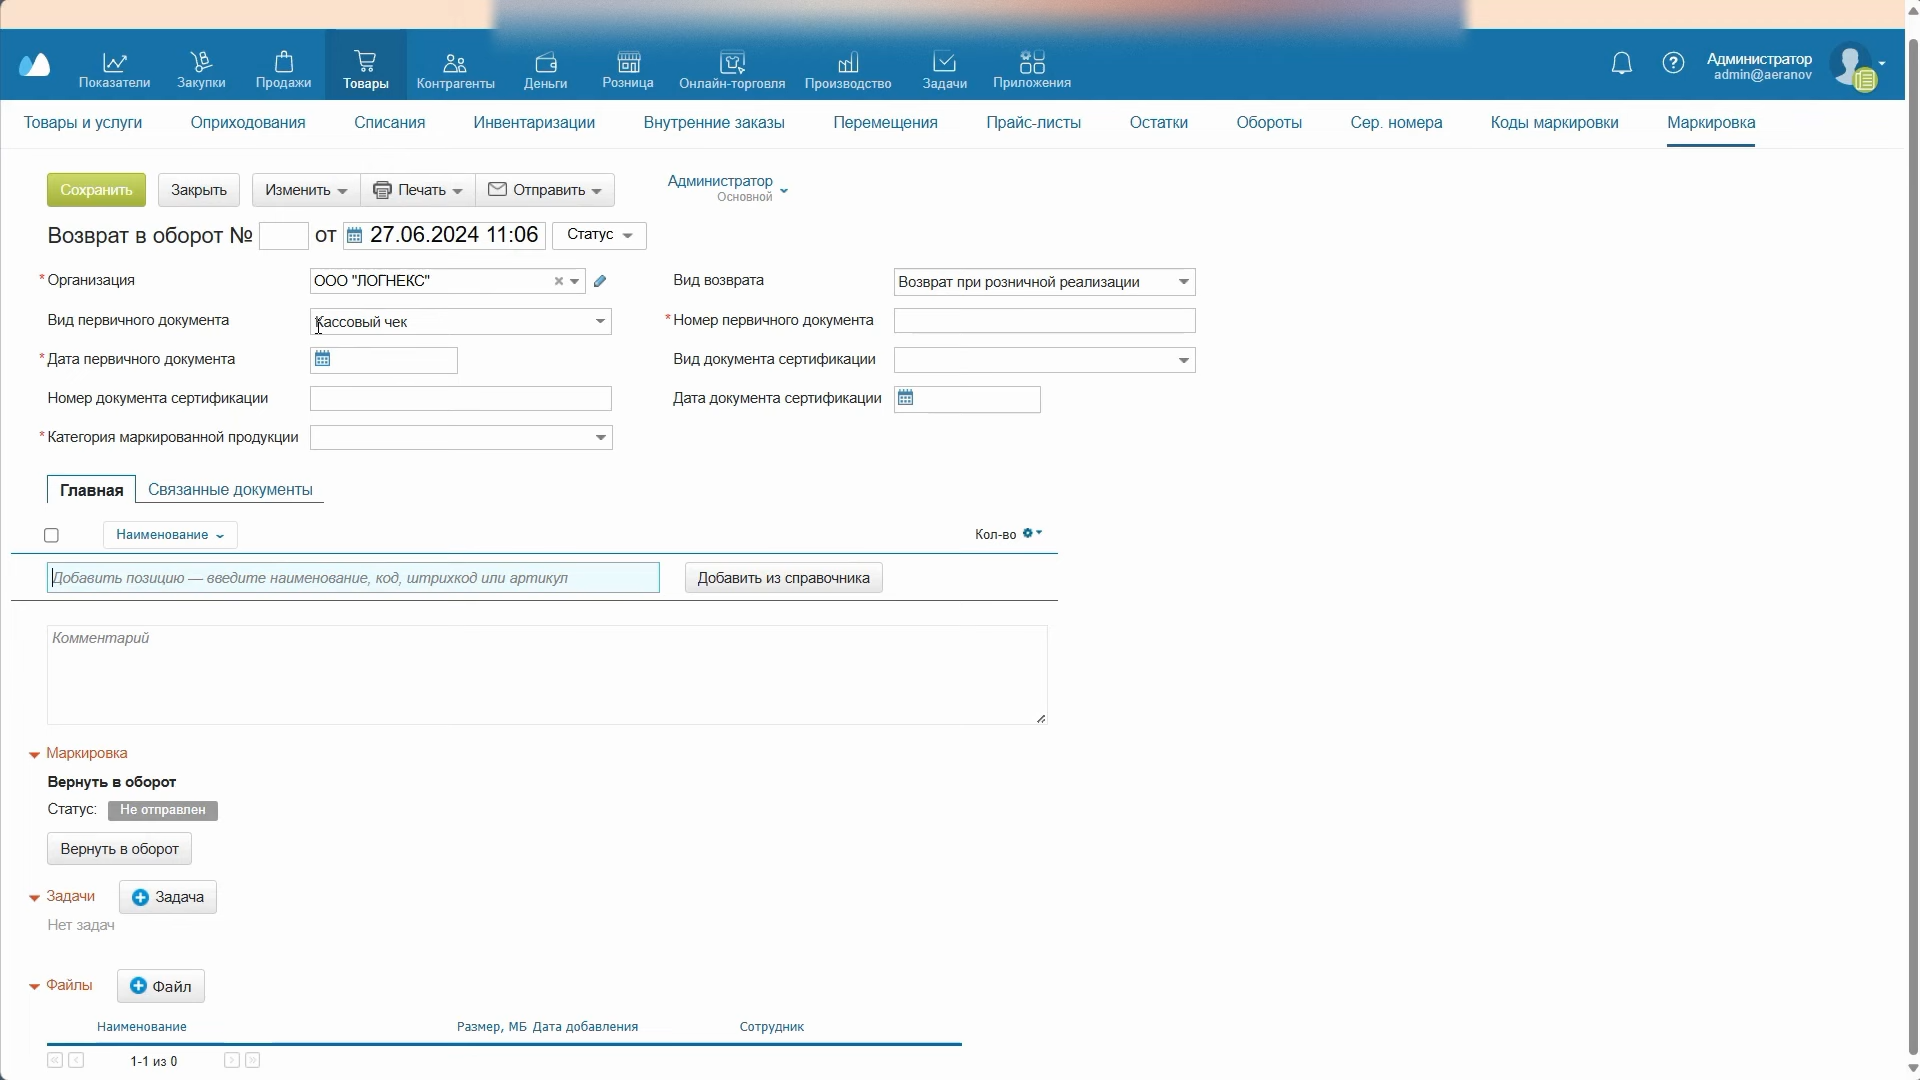 Показатели Закупки Продажи Товары Контрагенты Деньги Розница Онлайн-торговля Производство Задачи Приложения
Администратор
admin@aeranov
Товары и услуги Оприходования Списания Инвентаризации Внутренние заказы Перемещения Прайс-листы Остатки Обороты Сер. номера Коды маркировки Маркировка
Сохранить Закрыть Изменить Печать Отправить
Администратор
Основной
Возврат в оборот № от 27.06.2024 11:06 Статус
* Организация ООО "ЛОГНЕКС" Вид возврата Возврат при розничной реализации
Вид первичного документа Кассовый чек * Номер первичного документа
* Дата первичного документа Вид документа сертификации
Номер документа сертификации Дата документа сертификации
* Категория маркированной продукции
Главная Связанные документы
Наименование Кол-во
Добавить позицию — введите наименование, код, штрихкод или артикул Добавить из справочника
Комментарий
Маркировка
Вернуть в оборот
Статус: Не отправлен
Вернуть в оборот
Задачи Задача
Нет задач
Файлы Файл
Наименование Размер, МБ Дата добавления Сотрудник
1-1 из 0